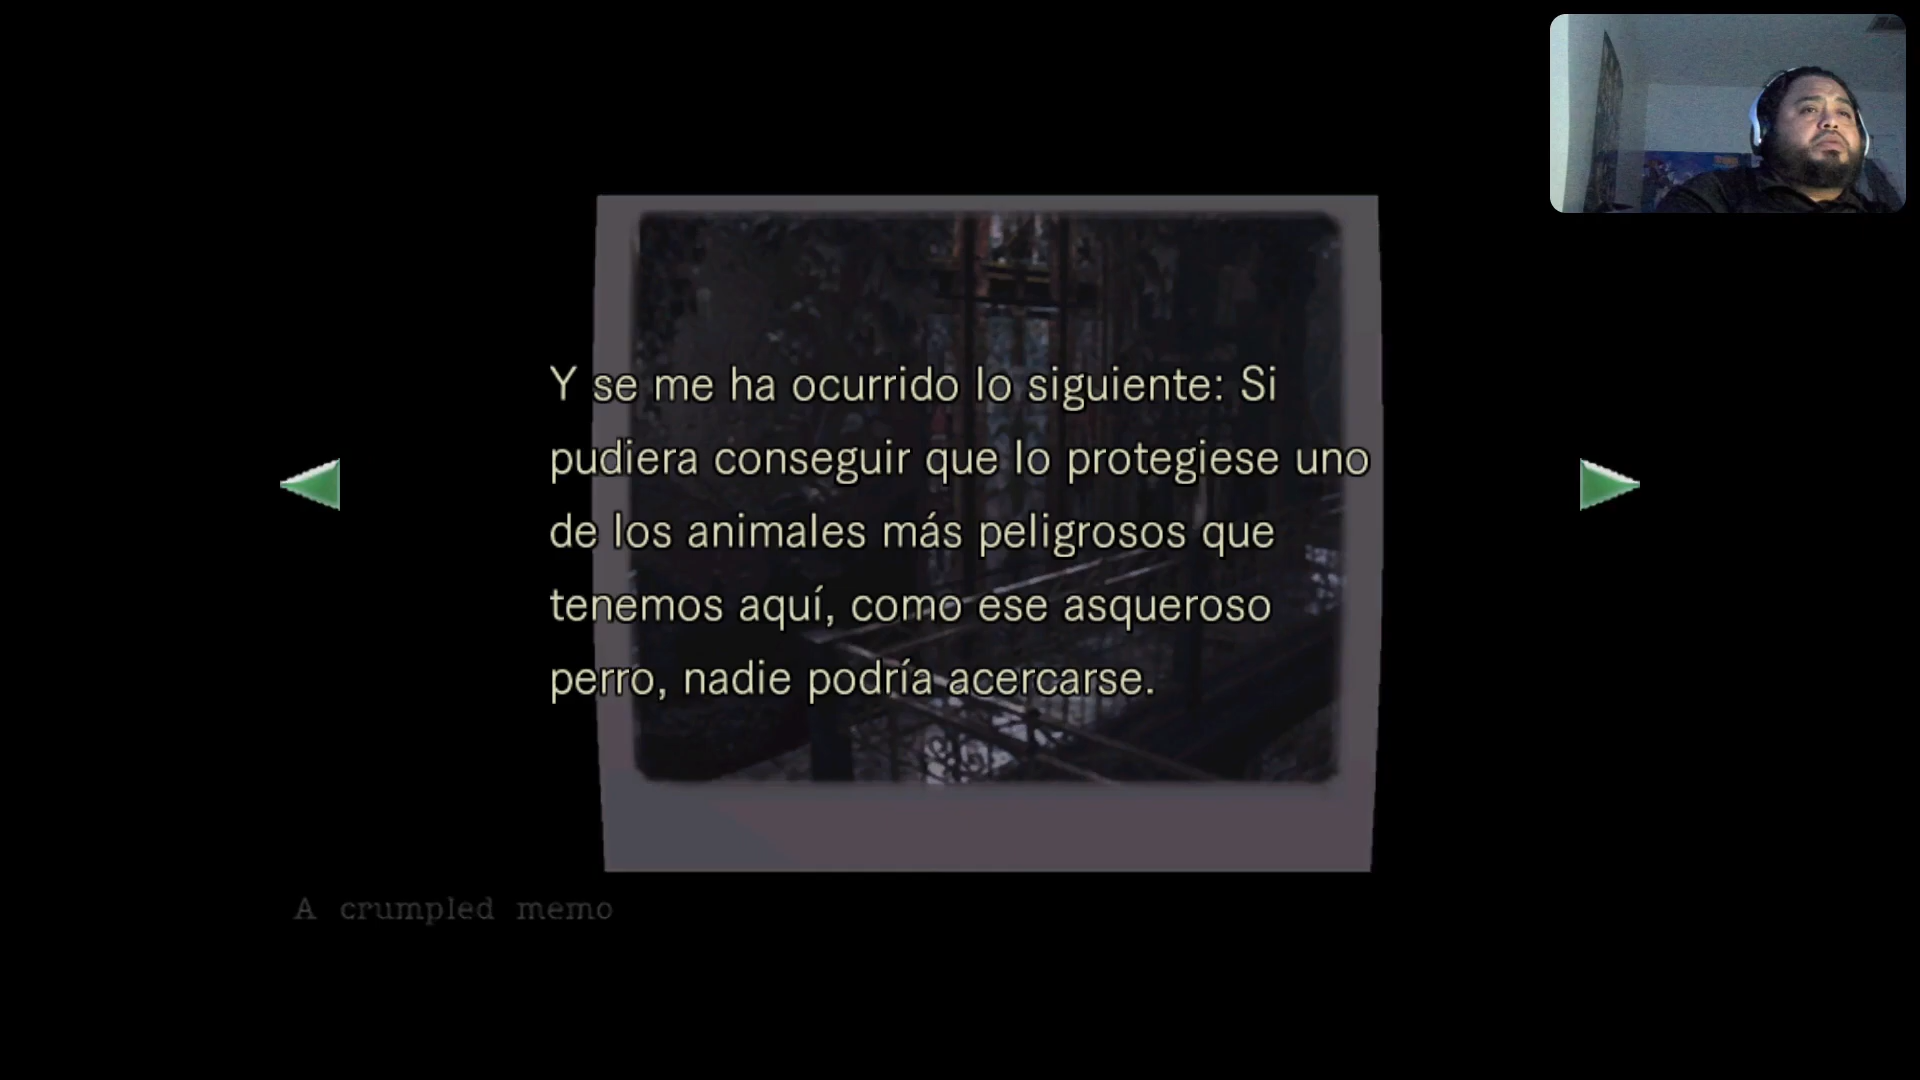 Y se me ha ocurrido lo siguiente: Si
pudiera conseguir que lo protegiese uno
de los animales más peligrosos que
tenemos aquí, como ese asqueroso
perro, nadie podría acercarse.
A crumpled memo